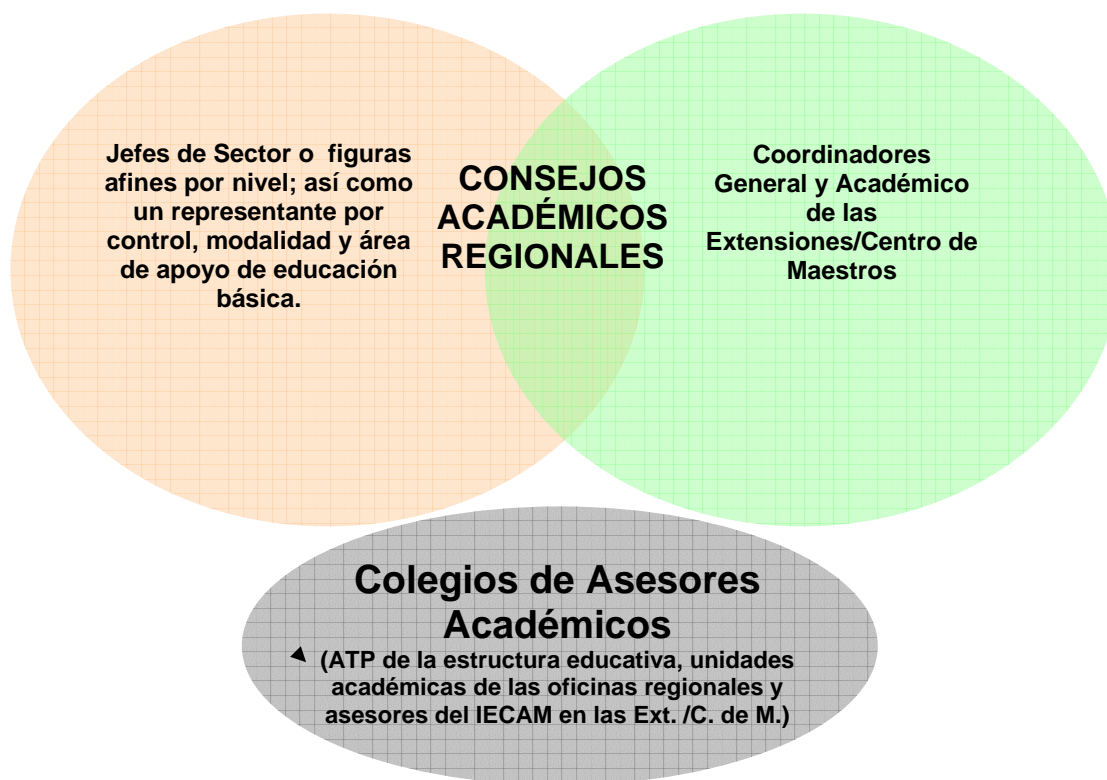 Jefes de Sector o figuras
afines por nivel; así como
un representante por
control, modalidad y área
de apoyo de educación
básica.
CONSEJOS
ACADÉMICOS
REGIONALES
Coordinadores
General y Académico
de las
Extensiones/Centro de
Maestros
Colegios de Asesores
Académicos
(ATP de la estructura educativa, unidades
académicas de las oficinas regionales y
asesores del IECAM en las Ext. /C. de M.)